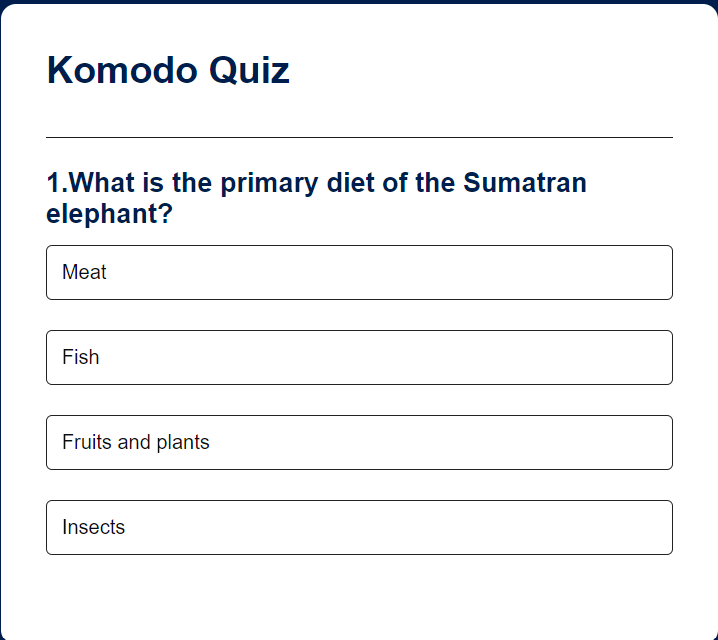 Komodo Quiz
1.What is the primary diet of the Sumatran
elephant?
Meat
Fish
Fruits and plants
Insects